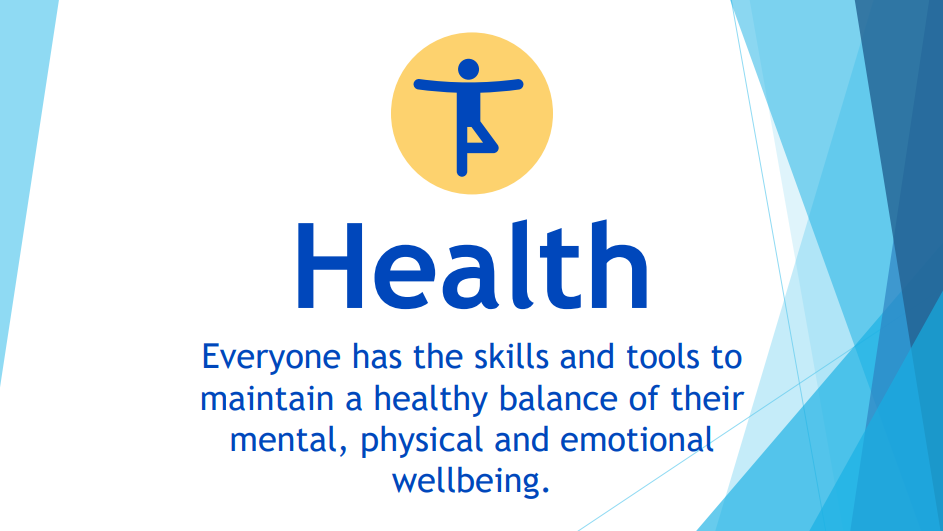 Health
Everyone has the skills and tools to
maintain a healthy balance of their
mental, physical and emotional
wellbeing.